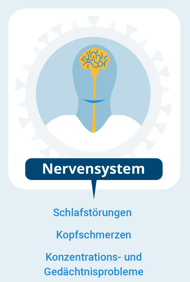 Nervensystem
Schlafstörungen
Kopfschmerzen
Konzentrations- und
Gedächtnisprobleme